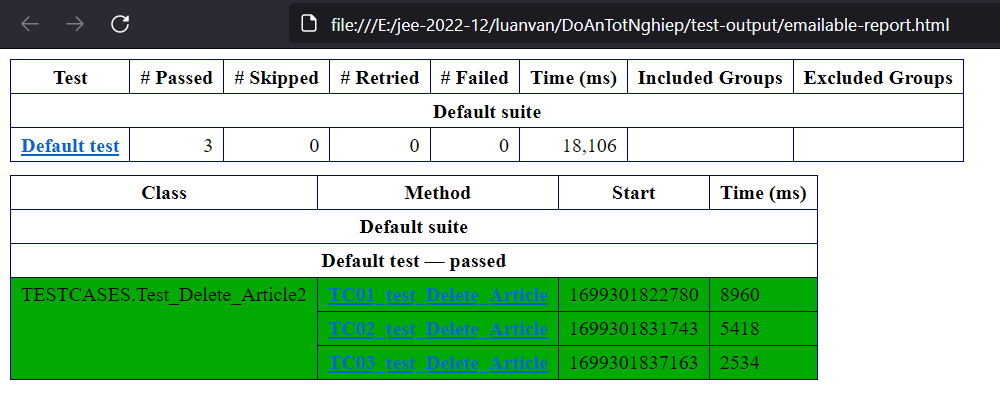 file:///E:/jee-2022-12/luanvan/DoAnTotNghiep/test-output/emailable-report.html
Test # Passed # Skipped # Retried # Failed Time (ms) Included Groups Excluded Groups
Default suite
Default test 3 0 0 0 18,106
Class Method Start Time (ms)
Default suite
Default test — passed
TESTCASES.Test_Delete_Article2 TC01_test_Delete_Article 1699301822780 8960
TC02_test_Delete_Article 1699301831743 5418
TC03_test_Delete_Article 1699301837163 2534